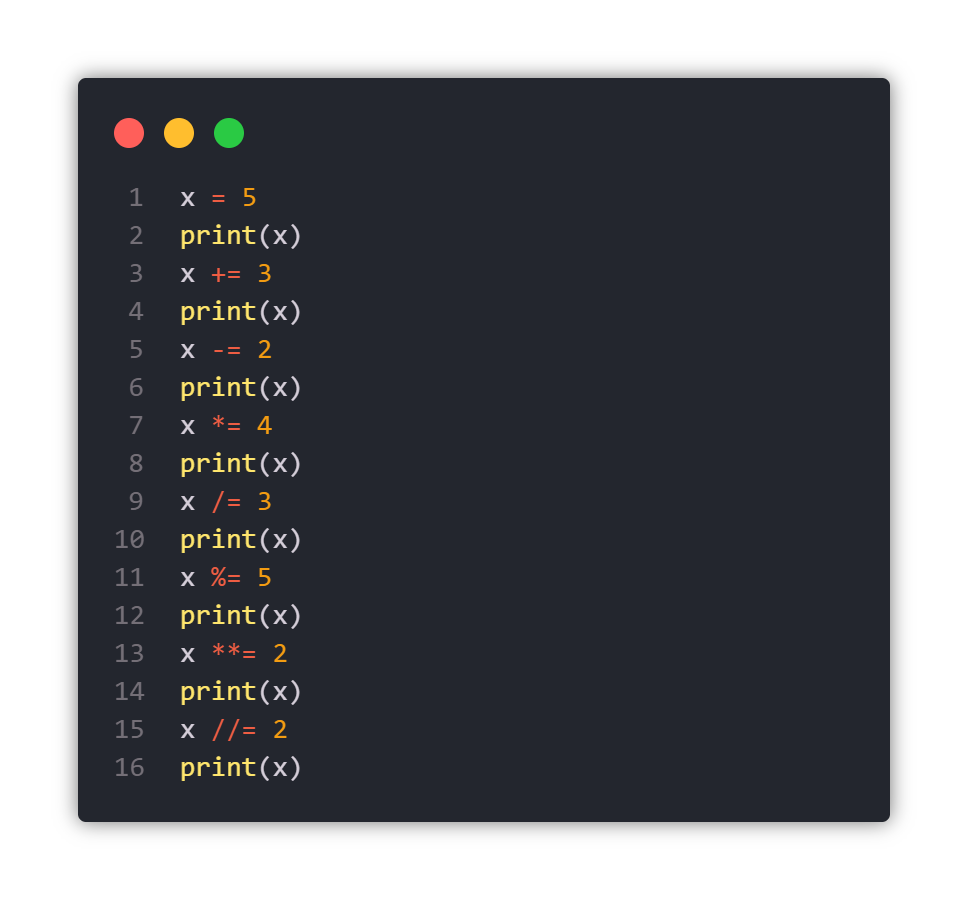 1 x = 5
2 print(x)
3 x += 3
4 print(x)
5 x -= 2
6 print(x)
7 x *= 4
8 print(x)
9 x /= 3
10 print(x)
11 x %= 5
12 print(x)
13 x **= 2
14 print(x)
15 x //= 2
16 print(x)